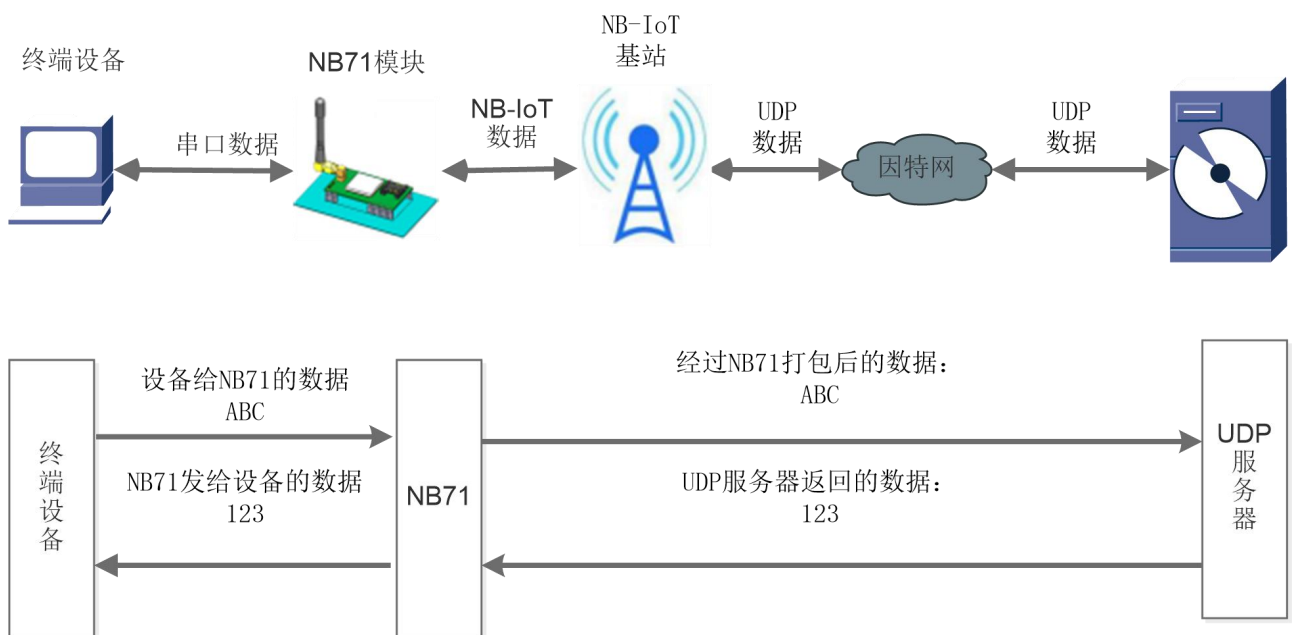 终端设备
NB71模块
NB-IoT
基站
串口数据
NB-IoT
数据
UDP
数据
因特网
UDP
数据
设备给NB71的数据
ABC
经过NB71打包后的数据：
ABC
终端设备
NB71发给设备的数据
123
NB71
UDP服务器返回的数据：
123
UDP
服务器